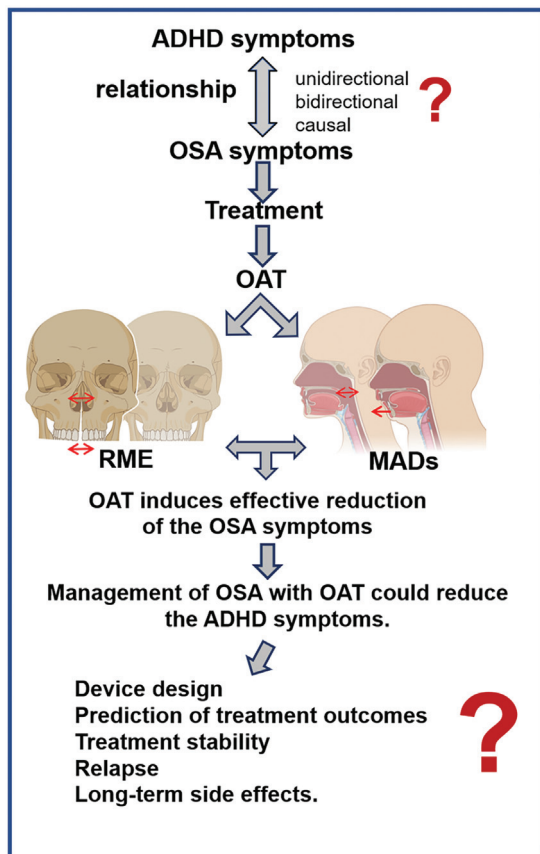 ADHD symptoms
relationship
unidirectional
bidirectional
causal
?
OSA symptoms
Treatment
OAT
RME
MADs
OAT induces effective reduction
of the OSA symptoms
Management of OSA with OAT could reduce
the ADHD symptoms.
Device design
Prediction of treatment outcomes
Treatment stability
Relapse
Long-term side effects.
?